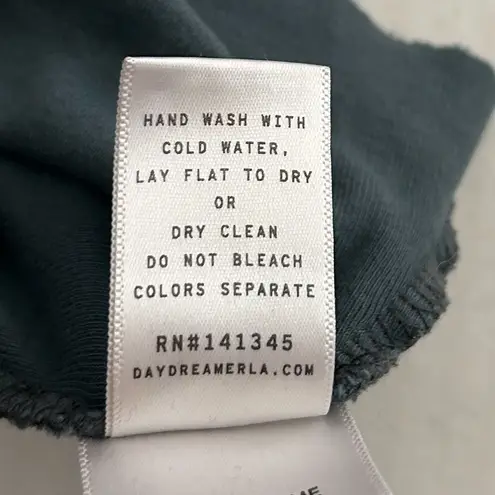 HAND WASH WITH
COLD WATER,
LAY FLAT TO DRY
OR
DRY CLEAN
DO NOT BLEACH
COLORS SEPARATE
RN#141345
DAYDREAMERLA.COM